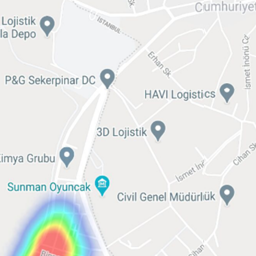 Cumhuriyet
Lojistik
la Depo
İSTANBUL
Erhan Sk
İsmet İnönü Cd
P&G Sekerpinar DC
HAVI Logistics
3D Lojistik
Kimya Grubu
İsmet İnö
Cihan Sk
Sunman Oyuncak
Civil Genel Müdürlük